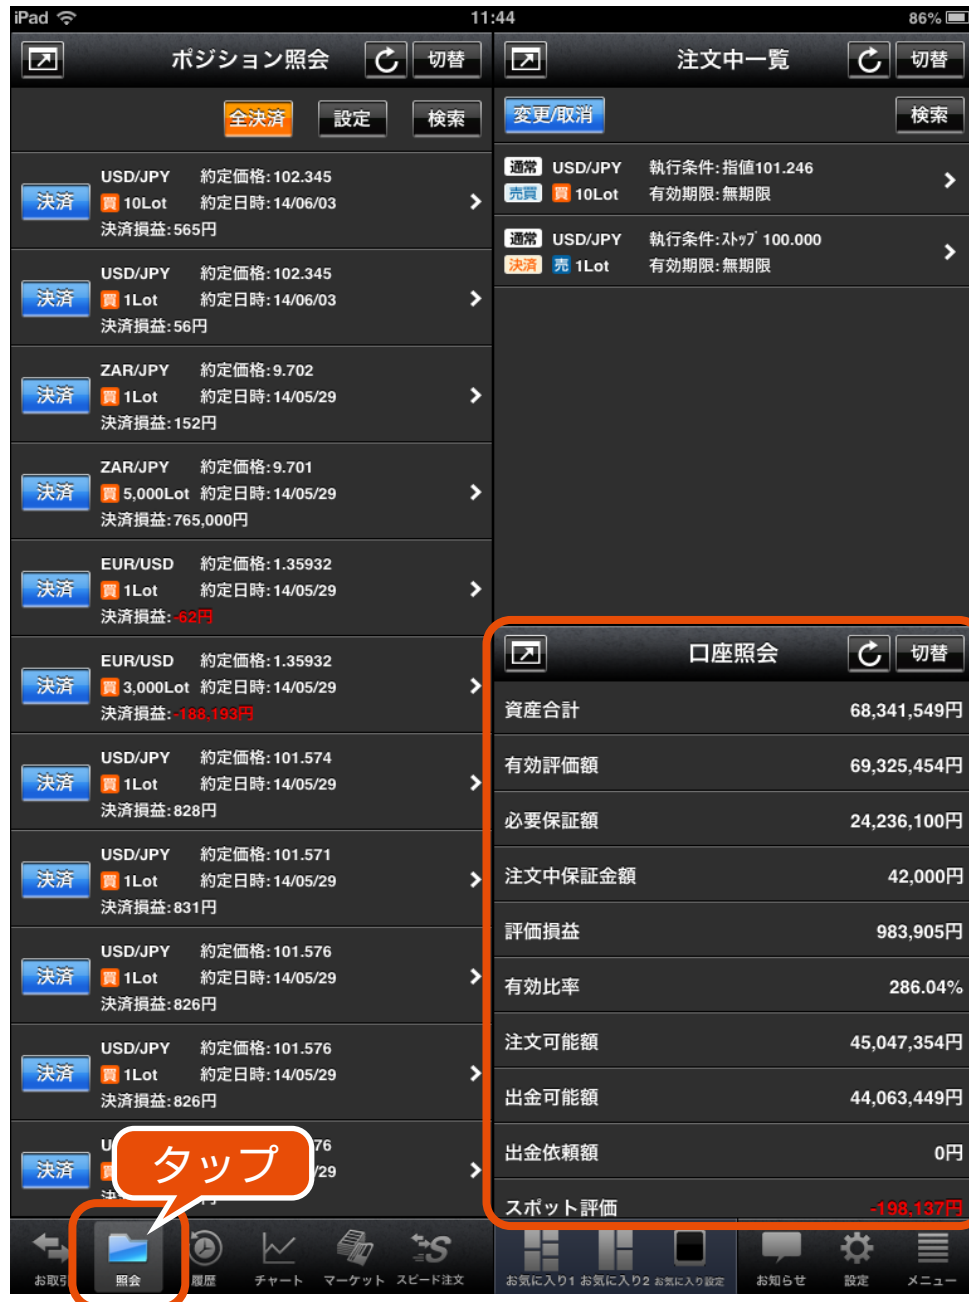 iPad 11:44 86%
ポジション照会 切替
全決済 設定 検索
USD/JPY 約定価格:102.345
決済 買 10Lot 約定日時:14/06/03
決済損益:565円
USD/JPY 約定価格:102.345
決済 買 1Lot 約定日時:14/06/03
決済損益:56円
ZAR/JPY 約定価格:9.702
決済 買 1Lot 約定日時:14/05/29
決済損益:152円
ZAR/JPY 約定価格:9.701
決済 買 5,000Lot 約定日時:14/05/29
決済損益:765,000円
EUR/USD 約定価格:1.35932
決済 買 1Lot 約定日時:14/05/29
決済損益:-62円
EUR/USD 約定価格:1.35932
決済 買 3,000Lot 約定日時:14/05/29
決済損益:-188,193円
USD/JPY 約定価格:101.574
決済 買 1Lot 約定日時:14/05/29
決済損益:828円
USD/JPY 約定価格:101.571
決済 買 1Lot 約定日時:14/05/29
決済損益:831円
USD/JPY 約定価格:101.576
決済 買 1Lot 約定日時:14/05/29
決済損益:826円
USD/JPY 約定価格:101.576
決済 買 1Lot 約定日時:14/05/29
決済損益:826円
決済
タップ
注文中一覧 切替
変更/取消 検索
通常 USD/JPY 執行条件:指値101.246
売買 買 10Lot 有効期限:無期限
通常 USD/JPY 執行条件:ｽﾄｯﾌﾟ 100.000
決済 売 1Lot 有効期限:無期限
口座照会 切替
資産合計 68,341,549円
有効評価額 69,325,454円
必要保証額 24,236,100円
注文中保証金額 42,000円
評価損益 983,905円
有効比率 286.04%
注文可能額 45,047,354円
出金可能額 44,063,449円
出金依頼額 0円
スポット評価 -198,137円
お取引 照会 履歴 チャート マーケット スピード注文 お気に入り1 お気に入り2 お気に入り設定 お知らせ 設定 メニュー